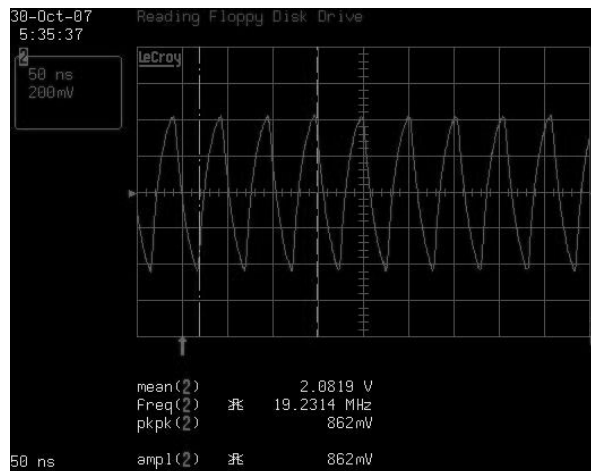 30-Oct-07
5:35:37
Reading Floppy Disk Drive
2
50 ns
200mV
LeCroy
mean(2) 2.0819 V
freq(2) 19.2314 MHz
pkpk(2) 862mV
ampl(2) 862mV
50 ns